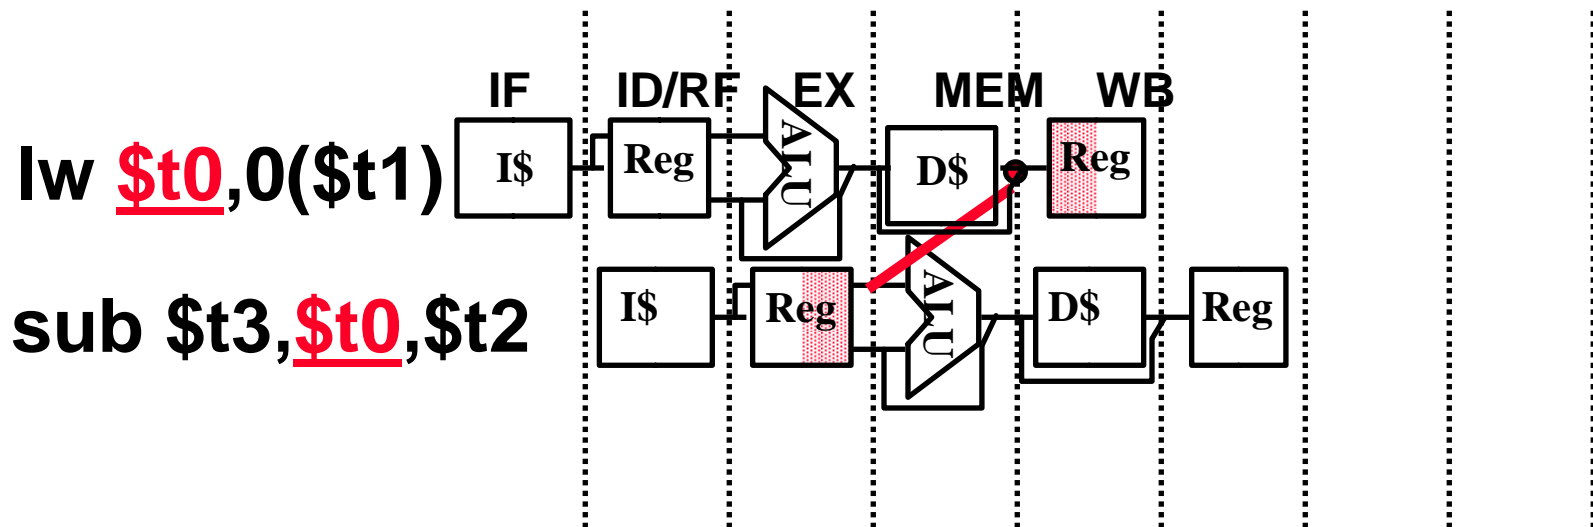 IF ID/RF EX MEM WB
lw $t0,0($t1) I$ Reg ALU D$ Reg
sub $t3,$t0,$t2 I$ Reg ALU D$ Reg